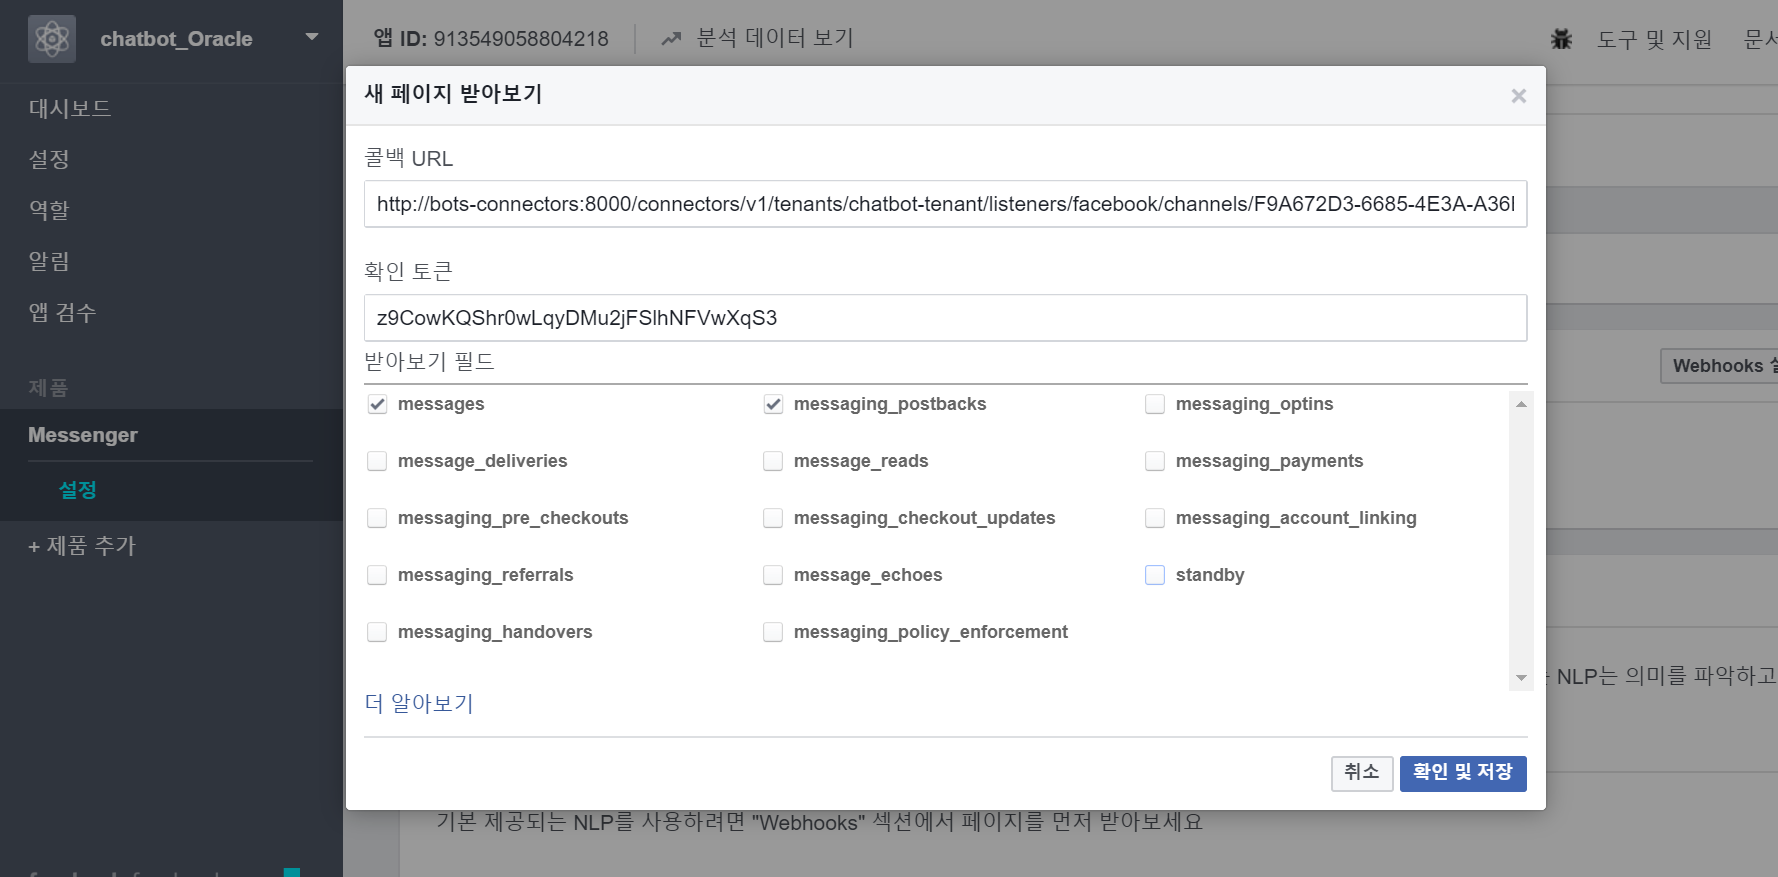 chatbot_Oracle
앱 ID: 913549058804218
분석 데이터 보기
도구 및 지원
대시보드
설정
역할
알림
앱 검수
제품
Messenger
설정
+ 제품 추가
새 페이지 받아보기
×
콜백 URL
http://bots-connectors:8000/connectors/v1/tenants/chatbot-tenant/listeners/facebook/channels/F9A672D3-6685-4E3A-A36
확인 토큰
z9CowKQShr0wLqyDMu2jFSlhNFVwXqS3
받아보기 필드
messages messaging_postbacks messaging_optins
message_deliveries message_reads messaging_payments
messaging_pre_checkouts messaging_checkout_updates messaging_account_linking
messaging_referrals message_echoes standby
messaging_handovers messaging_policy_enforcement
더 알아보기
취소 확인 및 저장
Webhooks
NLP는 의미를 파악하고
기본 제공되는 NLP를 사용하려면 "Webhooks" 섹션에서 페이지를 먼저 받아보세요